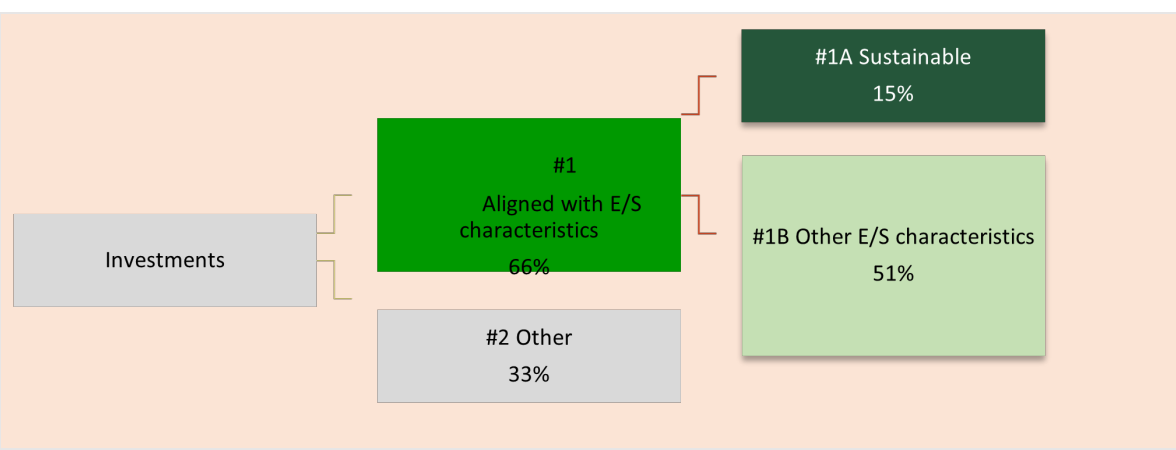 #1A Sustainable
15%
#1
Aligned with E/S
characteristics
66%
Investments
#1B Other E/S characteristics
51%
#2 Other
33%